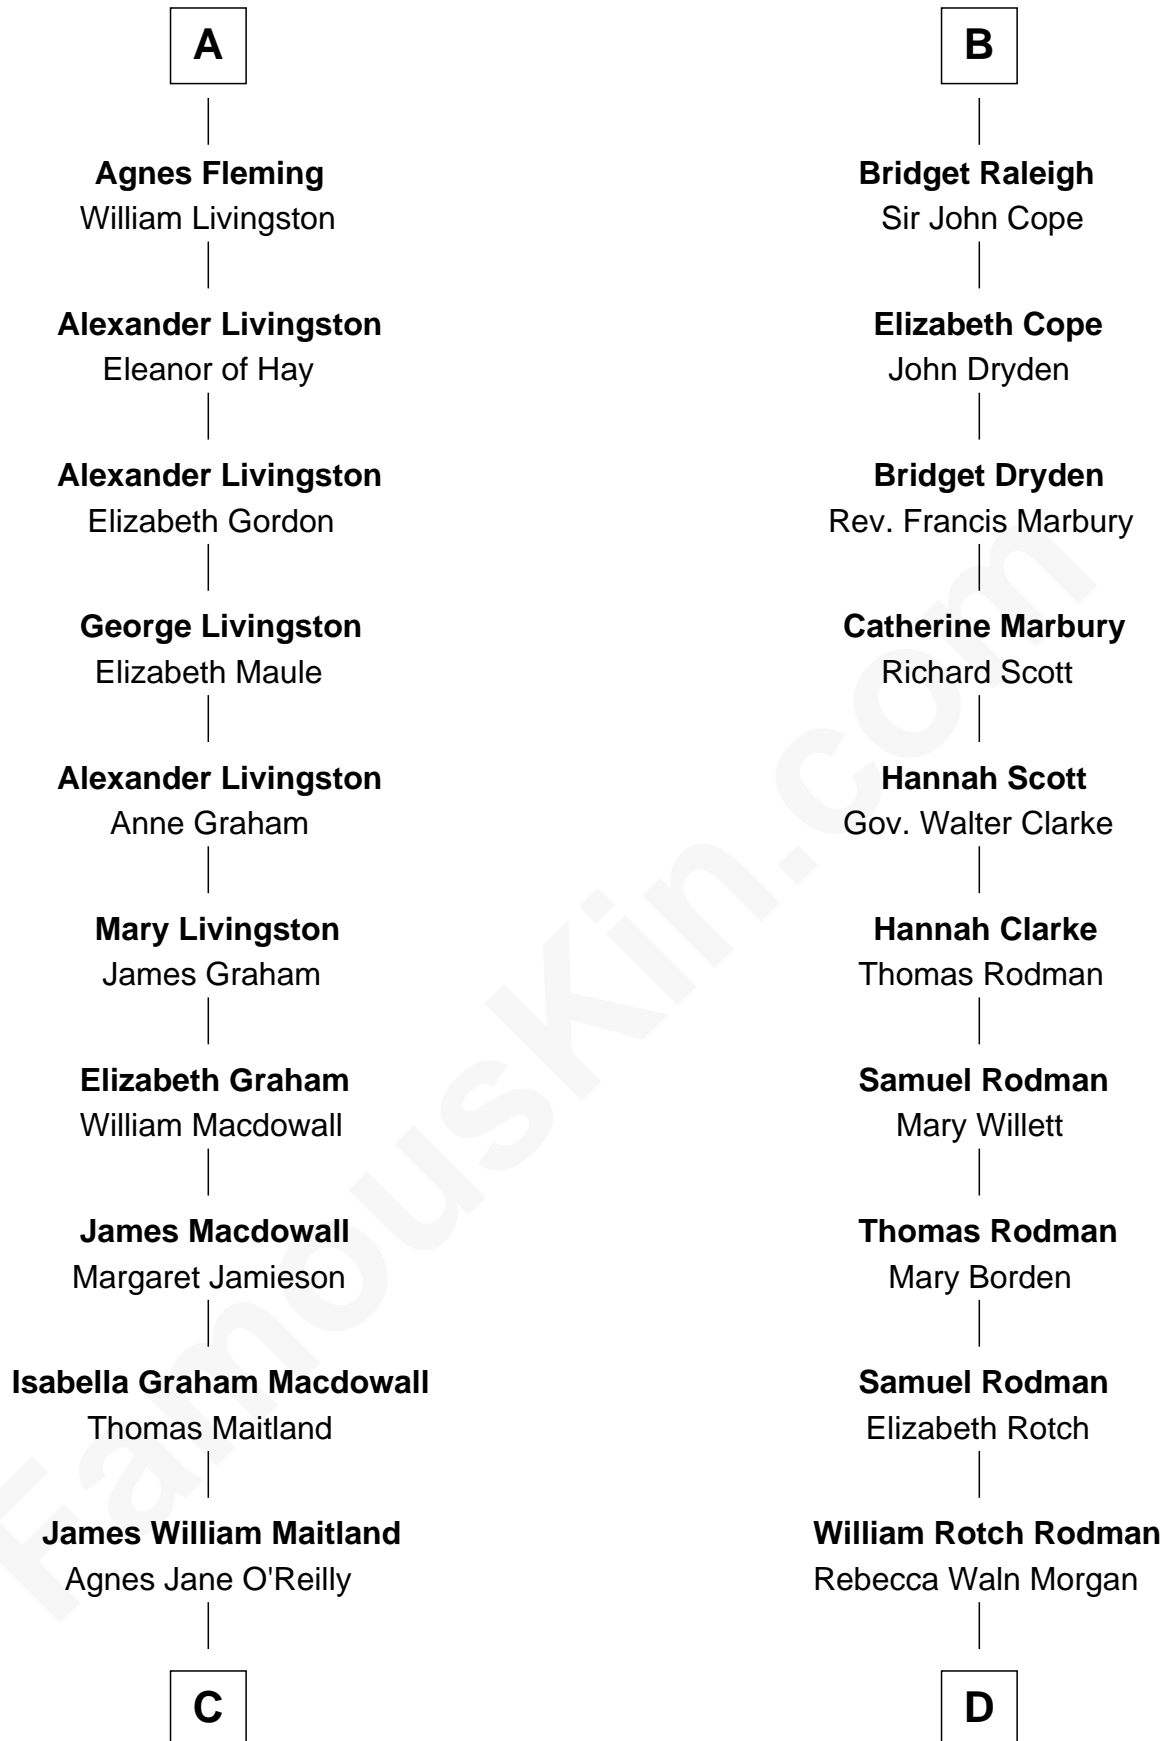 A
Agnes Fleming
William Livingston
Alexander Livingston
Eleanor of Hay
Alexander Livingston
Elizabeth Gordon
George Livingston
Elizabeth Maule
Alexander Livingston
Anne Graham
Mary Livingston
James Graham
Elizabeth Graham
William Macdowall
James Macdowall
Margaret Jamieson
Isabella Graham Macdowall
Thomas Maitland
James William Maitland
Agnes Jane O'Reilly
C
B
Bridget Raleigh
Sir John Cope
Elizabeth Cope
John Dryden
Bridget Dryden
Rev. Francis Marbury
Catherine Marbury
Richard Scott
Hannah Scott
Gov. Walter Clarke
Hannah Clarke
Thomas Rodman
Samuel Rodman
Mary Willett
Thomas Rodman
Mary Borden
Samuel Rodman
Elizabeth Rotch
William Rotch Rodman
Rebecca Waln Morgan
D
FamousKin.com